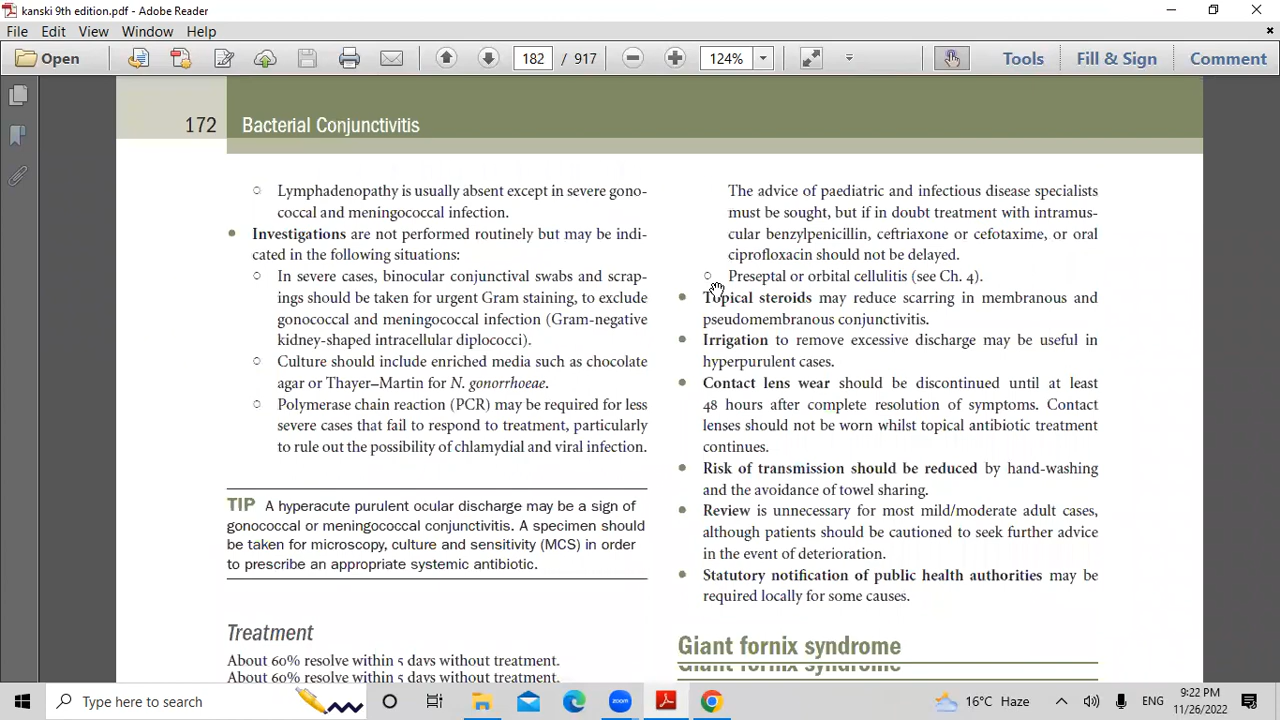 kanski 9th edition.pdf - Adobe Reader
File Edit View Window Help
Open 182 / 917 124% Tools Fill & Sign Comment
172 Bacterial Conjunctivitis
○ Lymphadenopathy is usually absent except in severe gono-
coccal and meningococcal infection.
• Investigations are not performed routinely but may be indi-
cated in the following situations:
○ In severe cases, binocular conjunctival swabs and scrap-
ings should be taken for urgent Gram staining, to exclude
gonococcal and meningococcal infection (Gram-negative
kidney-shaped intracellular diplococci).
○ Culture should include enriched media such as chocolate
agar or Thayer–Martin for N. gonorrhoeae.
○ Polymerase chain reaction (PCR) may be required for less
severe cases that fail to respond to treatment, particularly
to rule out the possibility of chlamydial and viral infection.
TIP A hyperacute purulent ocular discharge may be a sign of
gonococcal or meningococcal conjunctivitis. A specimen should
be taken for microscopy, culture and sensitivity (MCS) in order
to prescribe an appropriate systemic antibiotic.
Treatment
About 60% resolve within 5 days without treatment.
About 60% resolve within 5 days without treatment.
The advice of paediatric and infectious disease specialists
must be sought, but if in doubt treatment with intramus-
cular benzylpenicillin, ceftriaxone or cefotaxime, or oral
ciprofloxacin should not be delayed.
○ Preseptal or orbital cellulitis (see Ch. 4).
• Topical steroids may reduce scarring in membranous and
pseudomembranous conjunctivitis.
• Irrigation to remove excessive discharge may be useful in
hyperpurulent cases.
• Contact lens wear should be discontinued until at least
48 hours after complete resolution of symptoms. Contact
lenses should not be worn whilst topical antibiotic treatment
continues.
• Risk of transmission should be reduced by hand-washing
and the avoidance of towel sharing.
• Review is unnecessary for most mild/moderate adult cases,
although patients should be cautioned to seek further advice
in the event of deterioration.
• Statutory notification of public health authorities may be
required locally for some causes.
Giant fornix syndrome
Giant fornix syndrome
Type here to search zoom 16°C Haze ENG 9:22 PM
11/26/2022